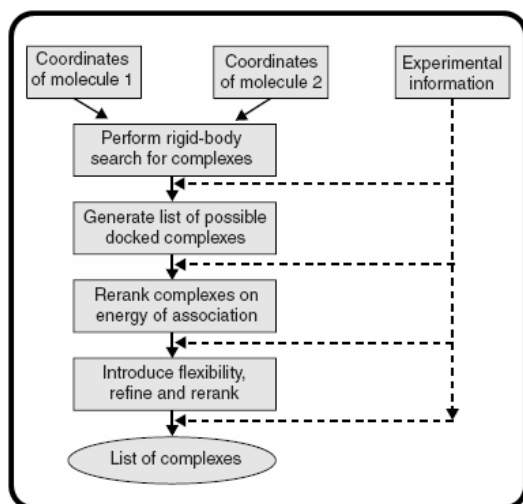 Coordinates
of molecule 1
Coordinates
of molecule 2
Experimental
information
Perform rigid-body
search for complexes
Generate list of possible
docked complexes
Rerank complexes on
energy of association
Introduce flexibility,
refine and rerank
List of complexes